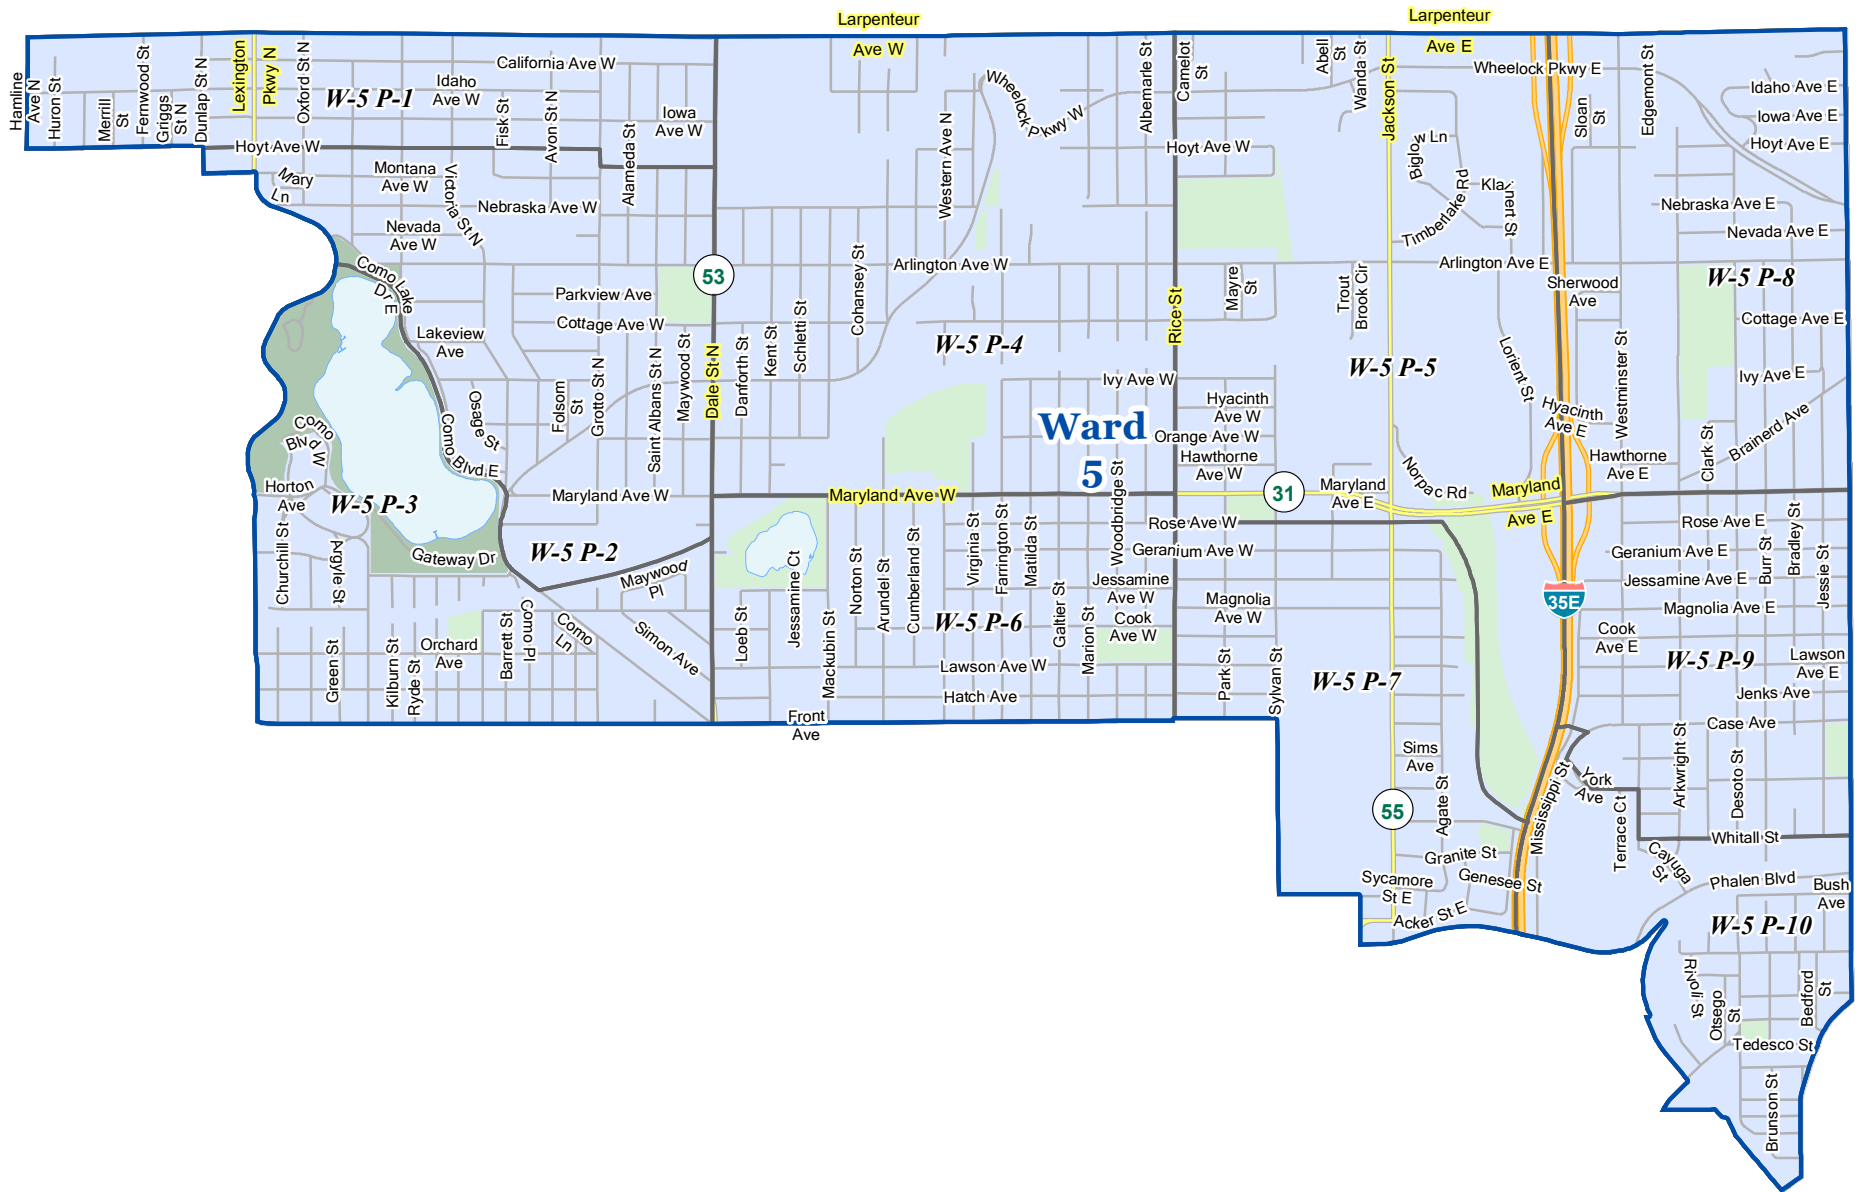 Larpenteur
Ave W
Larpenteur
Ave E
Hamline
Ave N
Huron St
Merrill
St
Fernwood St
Griggs
St N
Dunlap St N
Lexington
Pkwy N
Oxford St N
W-5 P-1
Idaho
Ave W
California Ave W
Fisk St
Avon St N
Alameda St
Iowa
Ave W
Hoyt Ave W
Mary
Ln
Montana
Ave W
Victoria St N
Nebraska Ave W
Nevada
Ave W
Como Lake
Dr E
Lakeview
Ave
Parkview Ave
Cottage Ave W
53
Osage
St
Folsom
St
Grotto St N
Saint Albans St N
Maywood St
Dale St N
Danforth St
Kent St
Schletti St
Cohansey St
Como
Blvd W
Como Blvd E
Horton
Ave
W-5 P-3
Maryland Ave W
Churchill St
Argyle St
Gateway Dr
W-5 P-2
Maywood
Pl
Green St
Kilburn St
Ryde St
Orchard
Ave
Barrett St
Como Pl
Como
Ln
Simon Ave
Wheelock
Pkwy W
Western Ave N
Albemarle St
Camelot
St
Arlington Ave W
W-5 P-4
Rice St
Ivy Ave W
Ward
5
Maryland Ave W
Woodbridge St
Jessamine Ct
Loeb St
Mackubin St
Norton St
Arundel St
Cumberland St
Virginia St
Farrington St
Matilda St
Galtier St
Marion St
W-5 P-6
Jessamine
Ave W
Cook
Ave W
Lawson Ave W
Hatch Ave
Front
Ave
Abell
St
Wanda St
Jackson St
Wheelock Pkwy E
Hoyt Ave W
Biglow Ln
Timberlake Rd
Klainert St
Sloan
St
Edgemont St
Idaho Ave E
Iowa Ave E
Hoyt Ave E
Nebraska Ave E
Nevada Ave E
Arlington Ave E
Mayre
St
Trout
Brook Cir
Sherwood
Ave
W-5 P-8
Cottage Ave E
W-5 P-5
Lorient St
Westminster St
Ivy Ave E
Hyacinth
Ave W
Orange Ave W
Hawthorne
Ave W
Hyacinth
Ave E
Hawthorne
Ave E
Clark St
Brainerd Ave
31
Maryland
Ave E
Norpac Rd
Maryland
Ave E
Rose Ave W
Geranium Ave W
Magnolia
Ave W
Park St
Sylvan St
W-5 P-7
35E
Rose Ave E
Geranium Ave E
Jessamine Ave E
Magnolia Ave E
Burr St
Bradley St
Jessie St
Cook
Ave E
W-5 P-9
Lawson
Ave E
Jenks Ave
Case Ave
Sims
Ave
55
Agate St
Mississippi St
York
Ave
Terrace Ct
Arkwright St
Desoto St
Whitall St
Granite St
Sycamore
St E
Genesee St
Acker St E
Cayuga
St
Phalen Blvd
Bush
Ave
W-5 P-10
Rivoli St
Otsego
St
Bedford
St
Tedesco St
Brunson St